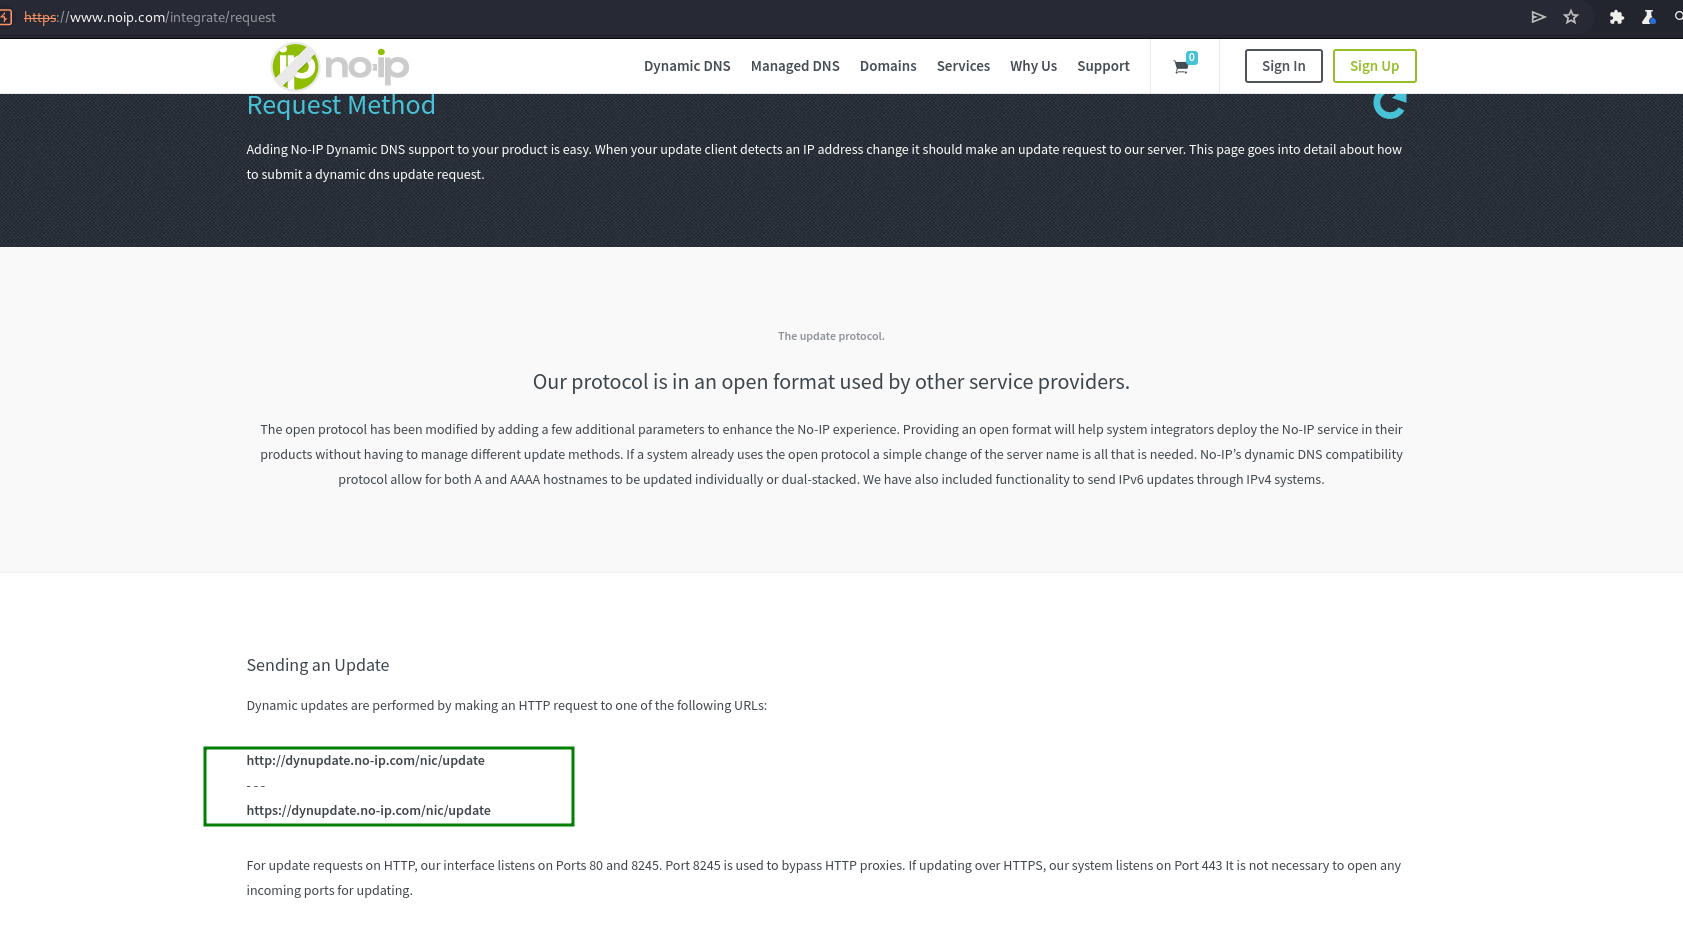 https://www.noip.com/integrate/request
no-ip
Dynamic DNS Managed DNS Domains Services Why Us Support 0 Sign In Sign Up
Request Method
Adding No-IP Dynamic DNS support to your product is easy. When your update client detects an IP address change it should make an update request to our server. This page goes into detail about how
to submit a dynamic dns update request.
The update protocol.
Our protocol is in an open format used by other service providers.
The open protocol has been modified by adding a few additional parameters to enhance the No-IP experience. Providing an open format will help system integrators deploy the No-IP service in their
products without having to manage different update methods. If a system already uses the open protocol a simple change of the server name is all that is needed. No-IP’s dynamic DNS compatibility
protocol allow for both A and AAAA hostnames to be updated individually or dual-stacked. We have also included functionality to send IPv6 updates through IPv4 systems.
Sending an Update
Dynamic updates are performed by making an HTTP request to one of the following URLs:
http://dynupdate.no-ip.com/nic/update
- - -
https://dynupdate.no-ip.com/nic/update
For update requests on HTTP, our interface listens on Ports 80 and 8245. Port 8245 is used to bypass HTTP proxies. If updating over HTTPS, our system listens on Port 443 It is not necessary to open any
incoming ports for updating.